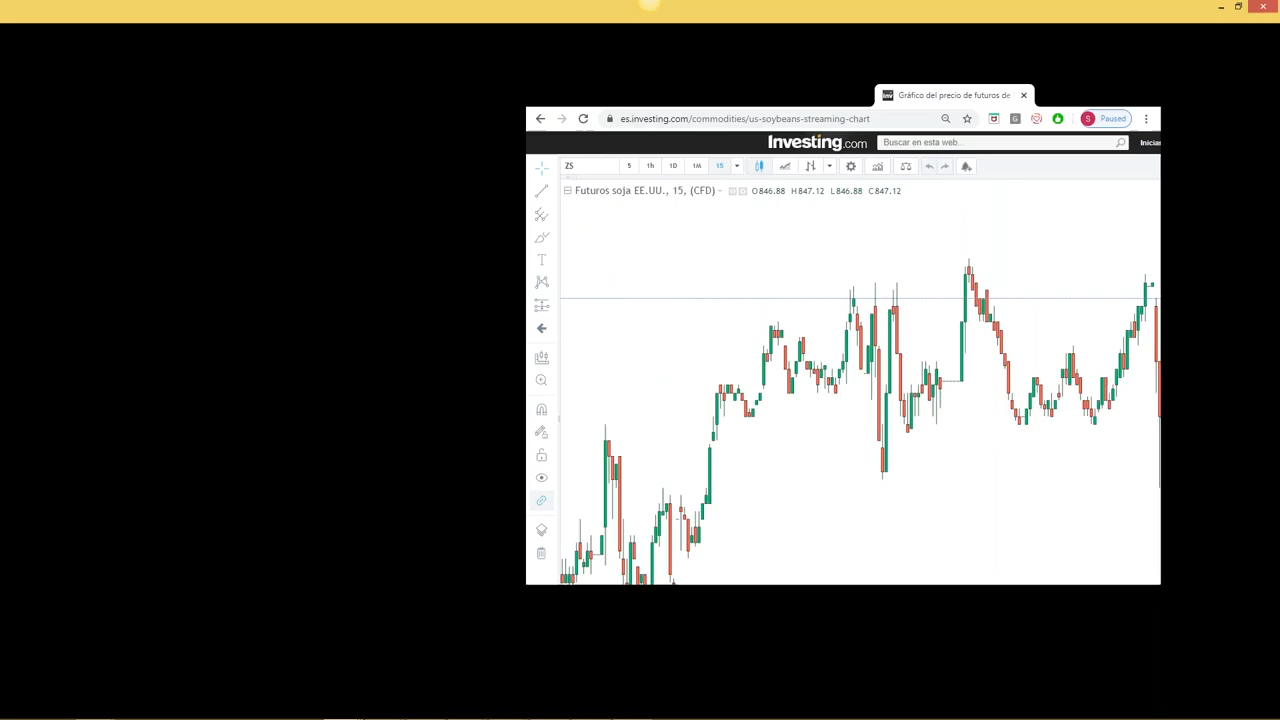 Gráfico del precio de futuros de
es.investing.com/commodities/us-soybeans-streaming-chart
S Paused
Investing.com
Buscar en esta web...
Iniciar
ZS 5 1h 1D 1M 15
Futuros soja EE.UU., 15, (CFD)
O846.88 H847.12 L846.88 C847.12